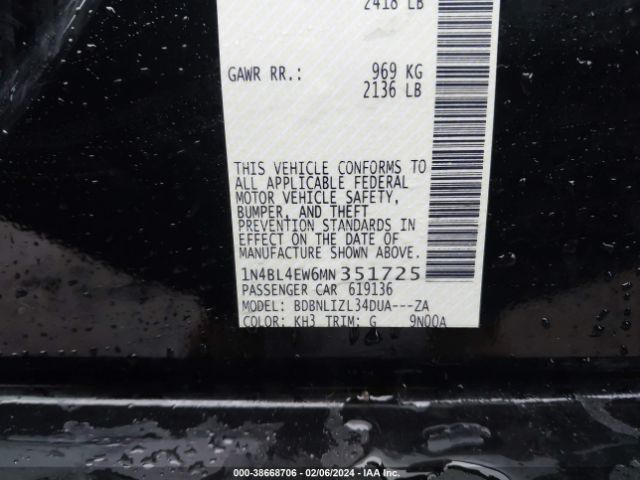 2418 LB
GAWR RR.: 969 KG
2136 LB
THIS VEHICLE CONFORMS TO
ALL APPLICABLE FEDERAL
MOTOR VEHICLE SAFETY,
BUMPER, AND THEFT
PREVENTION STANDARDS IN
EFFECT ON THE DATE OF
MANUFACTURE SHOWN ABOVE.
1N4BL4EW6MN351725
PASSENGER CAR 619136
MODEL: BDBNLIZL34DUA---ZA
COLOR: KH3 TRIM: G 9N00A
000-38668706 - 02/06/2024 - IAA Inc.